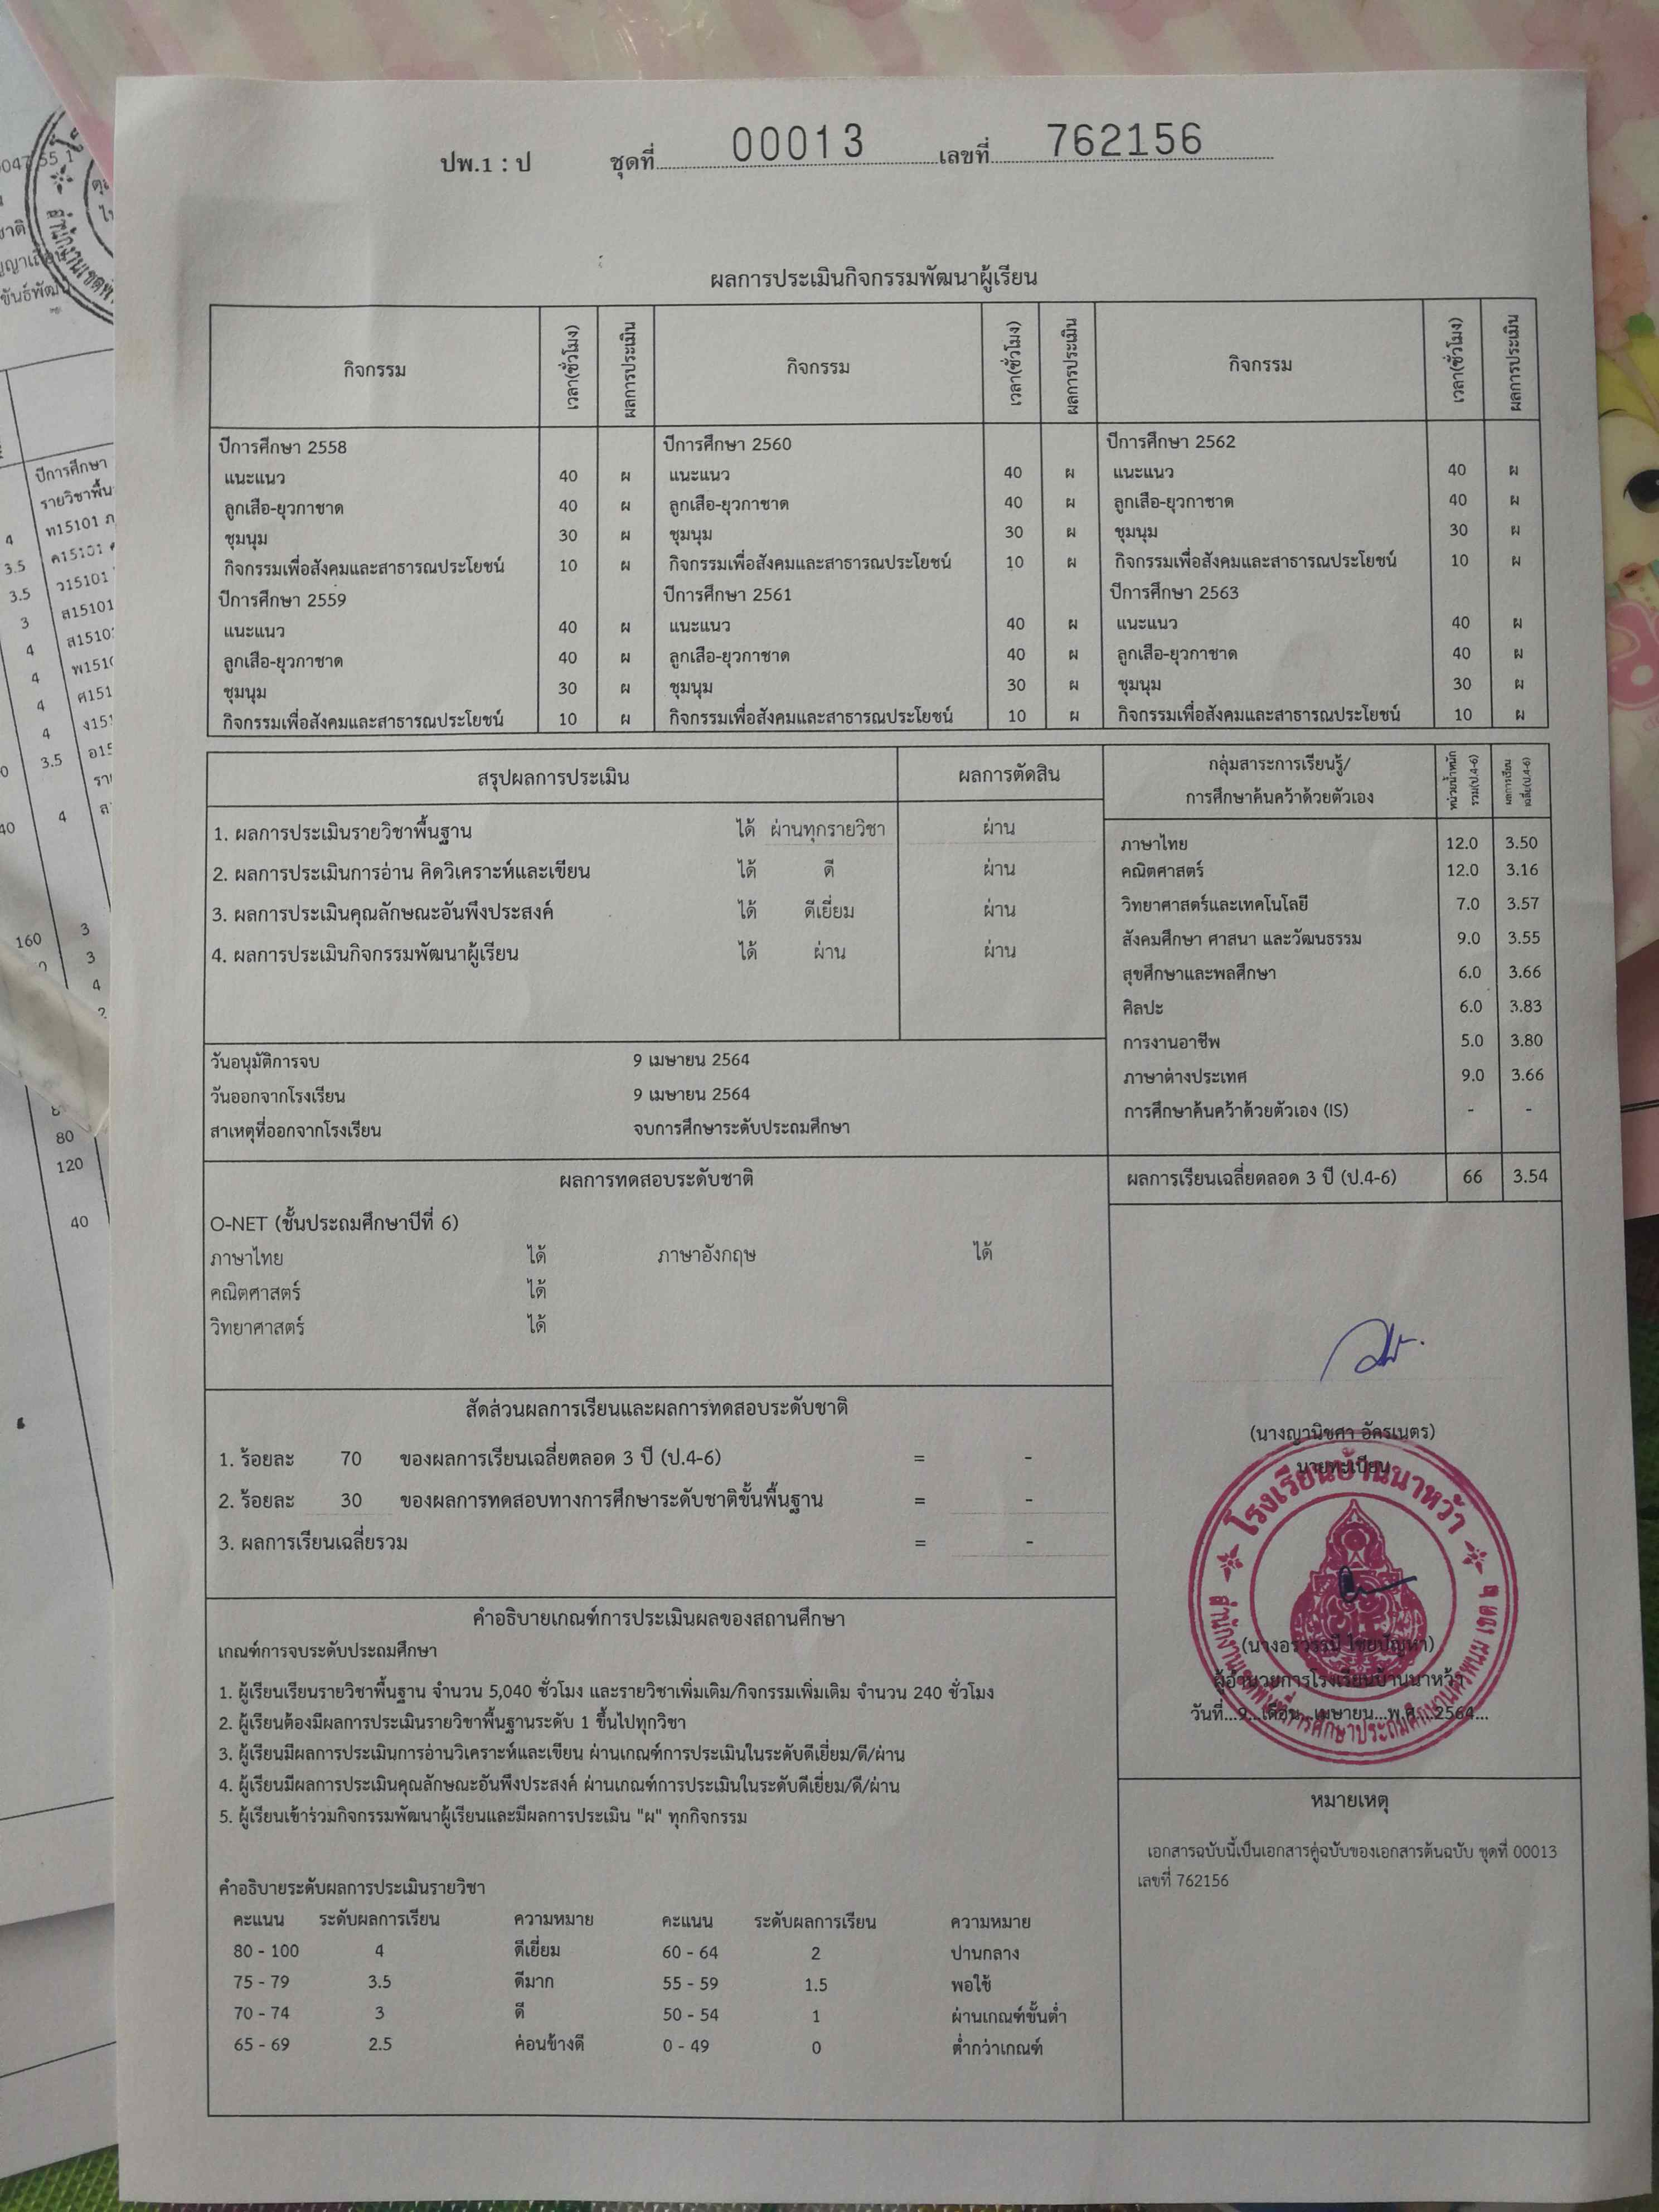 ปพ.1 : ป ชุดที่ 00013 เลขที่ 762156
ผลการประเมินกิจกรรมพัฒนาผู้เรียน
กิจกรรม เวลา(ชั่วโมง) ผลการประเมิน กิจกรรม เวลา(ชั่วโมง) ผลการประเมิน กิจกรรม เวลา(ชั่วโมง) ผลการประเมิน
ปีการศึกษา 2558 ปีการศึกษา 2560 ปีการศึกษา 2562
แนะแนว 40 ผ แนะแนว 40 ผ แนะแนว 40 ผ
ลูกเสือ-ยุวกาชาด 40 ผ ลูกเสือ-ยุวกาชาด 40 ผ ลูกเสือ-ยุวกาชาด 40 ผ
ชุมนุม 30 ผ ชุมนุม 30 ผ ชุมนุม 30 ผ
กิจกรรมเพื่อสังคมและสาธารณประโยชน์ 10 ผ กิจกรรมเพื่อสังคมและสาธารณประโยชน์ 10 ผ กิจกรรมเพื่อสังคมและสาธารณประโยชน์ 10 ผ
ปีการศึกษา 2559 ปีการศึกษา 2561 ปีการศึกษา 2563
แนะแนว 40 ผ แนะแนว 40 ผ แนะแนว 40 ผ
ลูกเสือ-ยุวกาชาด 40 ผ ลูกเสือ-ยุวกาชาด 40 ผ ลูกเสือ-ยุวกาชาด 40 ผ
ชุมนุม 30 ผ ชุมนุม 30 ผ ชุมนุม 30 ผ
กิจกรรมเพื่อสังคมและสาธารณประโยชน์ 10 ผ กิจกรรมเพื่อสังคมและสาธารณประโยชน์ 10 ผ กิจกรรมเพื่อสังคมและสาธารณประโยชน์ 10 ผ
สรุปผลการประเมิน ผลการตัดสิน
1. ผลการประเมินรายวิชาพื้นฐาน ได้ ผ่านทุกรายวิชา ผ่าน
2. ผลการประเมินการอ่าน คิดวิเคราะห์และเขียน ได้ ดี ผ่าน
3. ผลการประเมินคุณลักษณะอันพึงประสงค์ ได้ ดีเยี่ยม ผ่าน
4. ผลการประเมินกิจกรรมพัฒนาผู้เรียน ได้ ผ่าน ผ่าน
วันอนุมัติการจบ 9 เมษายน 2564
วันออกจากโรงเรียน 9 เมษายน 2564
สาเหตุที่ออกจากโรงเรียน จบการศึกษาระดับประถมศึกษา
กลุ่มสาระการเรียนรู้/
การศึกษาค้นคว้าด้วยตัวเอง
หน่วยน้ำหนัก
รวม(ป.4-6)
ผลการเรียน
เฉลี่ย(ป.4-6)
ภาษาไทย 12.0 3.50
คณิตศาสตร์ 12.0 3.16
วิทยาศาสตร์และเทคโนโลยี 7.0 3.57
สังคมศึกษา ศาสนา และวัฒนธรรม 9.0 3.55
สุขศึกษาและพลศึกษา 6.0 3.66
ศิลปะ 6.0 3.83
การงานอาชีพ 5.0 3.80
ภาษาต่างประเทศ 9.0 3.66
การศึกษาค้นคว้าด้วยตัวเอง (IS) - -
ผลการเรียนเฉลี่ยตลอด 3 ปี (ป.4-6) 66 3.54
ผลการทดสอบระดับชาติ
O-NET (ชั้นประถมศึกษาปีที่ 6)
ภาษาไทย ได้ ภาษาอังกฤษ ได้
คณิตศาสตร์ ได้
วิทยาศาสตร์ ได้
สัดส่วนผลการเรียนและผลการทดสอบระดับชาติ
1. ร้อยละ 70 ของผลการเรียนเฉลี่ยตลอด 3 ปี (ป.4-6) = -
2. ร้อยละ 30 ของผลการทดสอบทางการศึกษาระดับชาติขั้นพื้นฐาน = -
3. ผลการเรียนเฉลี่ยรวม = -
(นางญานิชศา อัครเนตร)
นายทะเบียน
โรงเรียนบ้านนาหว้า
สำนักงานเขตพื้นที่การศึกษาประถมศึกษานครพนม เขต ๒
ผู้อำนวยการโรงเรียนบ้านนาหว้า
วันที่...9...เดือน...เมษายน...พ.ศ....2564...
คำอธิบายเกณฑ์การประเมินผลของสถานศึกษา
เกณฑ์การจบระดับประถมศึกษา
1. ผู้เรียนเรียนรายวิชาพื้นฐาน จำนวน 5,040 ชั่วโมง และรายวิชาเพิ่มเติม/กิจกรรมเพิ่มเติม จำนวน 240 ชั่วโมง
2. ผู้เรียนต้องมีผลการประเมินรายวิชาพื้นฐานระดับ 1 ขึ้นไปทุกวิชา
3. ผู้เรียนมีผลการประเมินการอ่านวิเคราะห์และเขียน ผ่านเกณฑ์การประเมินในระดับดีเยี่ยม/ดี/ผ่าน
4. ผู้เรียนมีผลการประเมินคุณลักษณะอันพึงประสงค์ ผ่านเกณฑ์การประเมินในระดับดีเยี่ยม/ดี/ผ่าน
5. ผู้เรียนเข้าร่วมกิจกรรมพัฒนาผู้เรียนและมีผลการประเมิน "ผ" ทุกกิจกรรม
คำอธิบายระดับผลการประเมินรายวิชา
คะแนน ระดับผลการเรียน ความหมาย คะแนน ระดับผลการเรียน ความหมาย
80 - 100 4 ดีเยี่ยม 60 - 64 2 ปานกลาง
75 - 79 3.5 ดีมาก 55 - 59 1.5 พอใช้
70 - 74 3 ดี 50 - 54 1 ผ่านเกณฑ์ขั้นต่ำ
65 - 69 2.5 ค่อนข้างดี 0 - 49 0 ต่ำกว่าเกณฑ์
หมายเหตุ
เอกสารฉบับนี้เป็นเอกสารคู่ฉบับของเอกสารต้นฉบับ ชุดที่ 00013
เลขที่ 762156